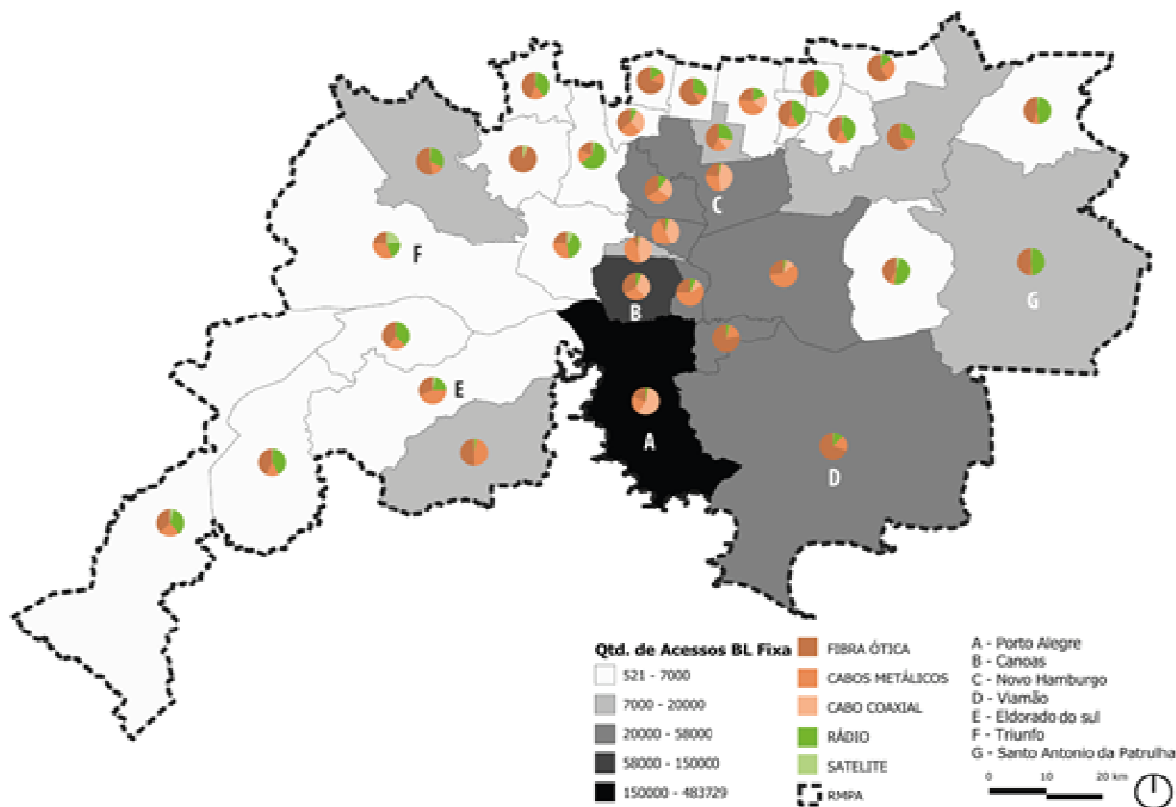 F
C
B
G
E
A
D
Qtd. de Acessos BL Fixa
521 - 7000
7000 - 20000
20000 - 58000
58000 - 150000
150000 - 483729
FIBRA ÓTICA
CABOS METÁLICOS
CABO COAXIAL
RÁDIO
SATELITE
RMPA
A - Porto Alegre
B - Canoas
C - Novo Hamburgo
D - Viamão
E - Eldorado do sul
F - Triunfo
G - Santo Antonio da Patrulha
0 10 20 km